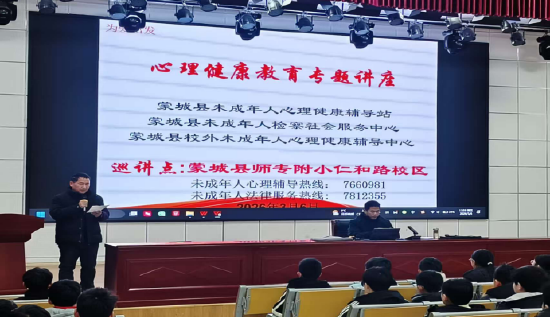 心理健康教育专题讲座
蒙城县未成年人心理健康辅导站
蒙城县未成年人检察社会服务中心
蒙城县校外未成年人心理健康辅导中心
巡讲点:蒙城县师专附小仁和路校区
未成年人心理辅导热线: 7660981
未成年人法律服务热线: 7812355